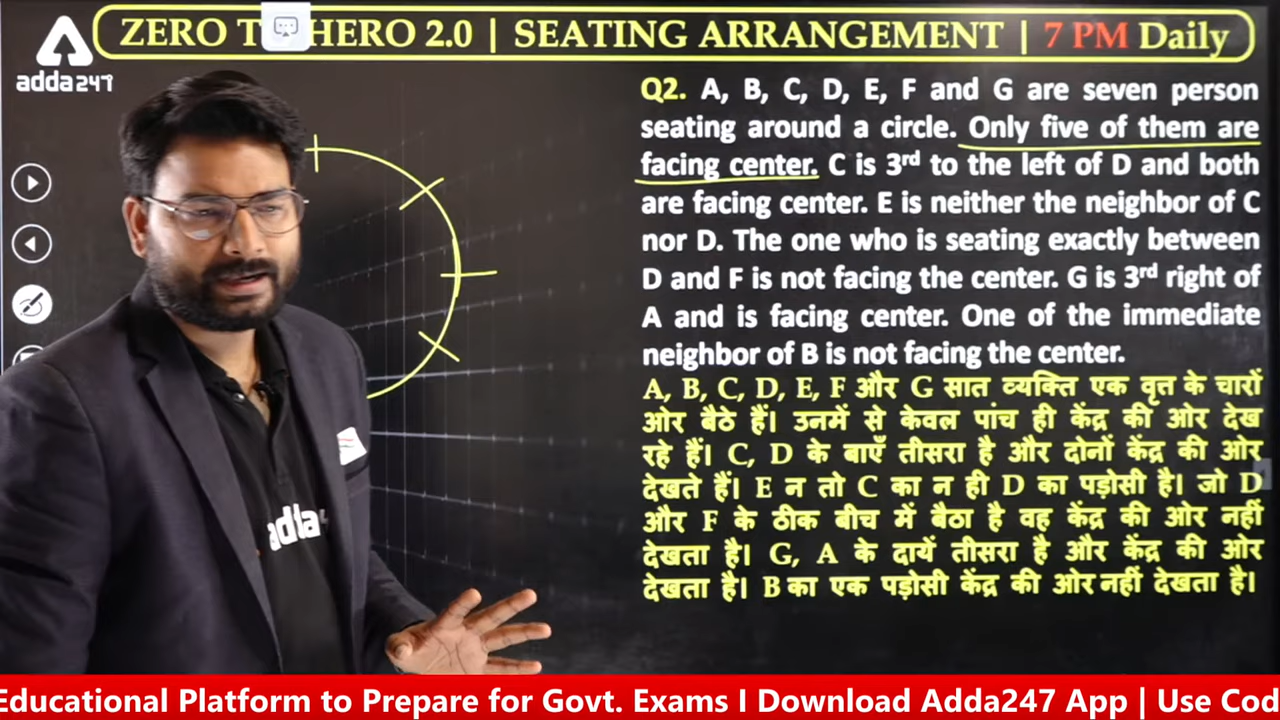 ZERO T HERO 2.0 | SEATING ARRANGEMENT | 7 PM Daily
adda247
Q2. A, B, C, D, E, F and G are seven person
seating around a circle. Only five of them are
facing center. C is 3rd to the left of D and both
are facing center. E is neither the neighbor of C
nor D. The one who is seating exactly between
D and F is not facing the center. G is 3rd right of
A and is facing center. One of the immediate
neighbor of B is not facing the center.
A, B, C, D, E, F और G सात व्यक्ति एक वृत्त के चारों
ओर बैठे हैं। उनमें से केवल पांच ही केंद्र की ओर देख
रहे हैं। C, D के बाएँ तीसरा है और दोनों केंद्र की ओर
देखते हैं। E न तो C का न ही D का पड़ोसी है। जो D
और F के ठीक बीच में बैठा है वह केंद्र की ओर नहीं
देखता है। G, A के दायें तीसरा है और केंद्र की ओर
देखता है। B का एक पड़ोसी केंद्र की ओर नहीं देखता है।
adda
Educational Platform to Prepare for Govt. Exams I Download Adda247 App | Use Cod